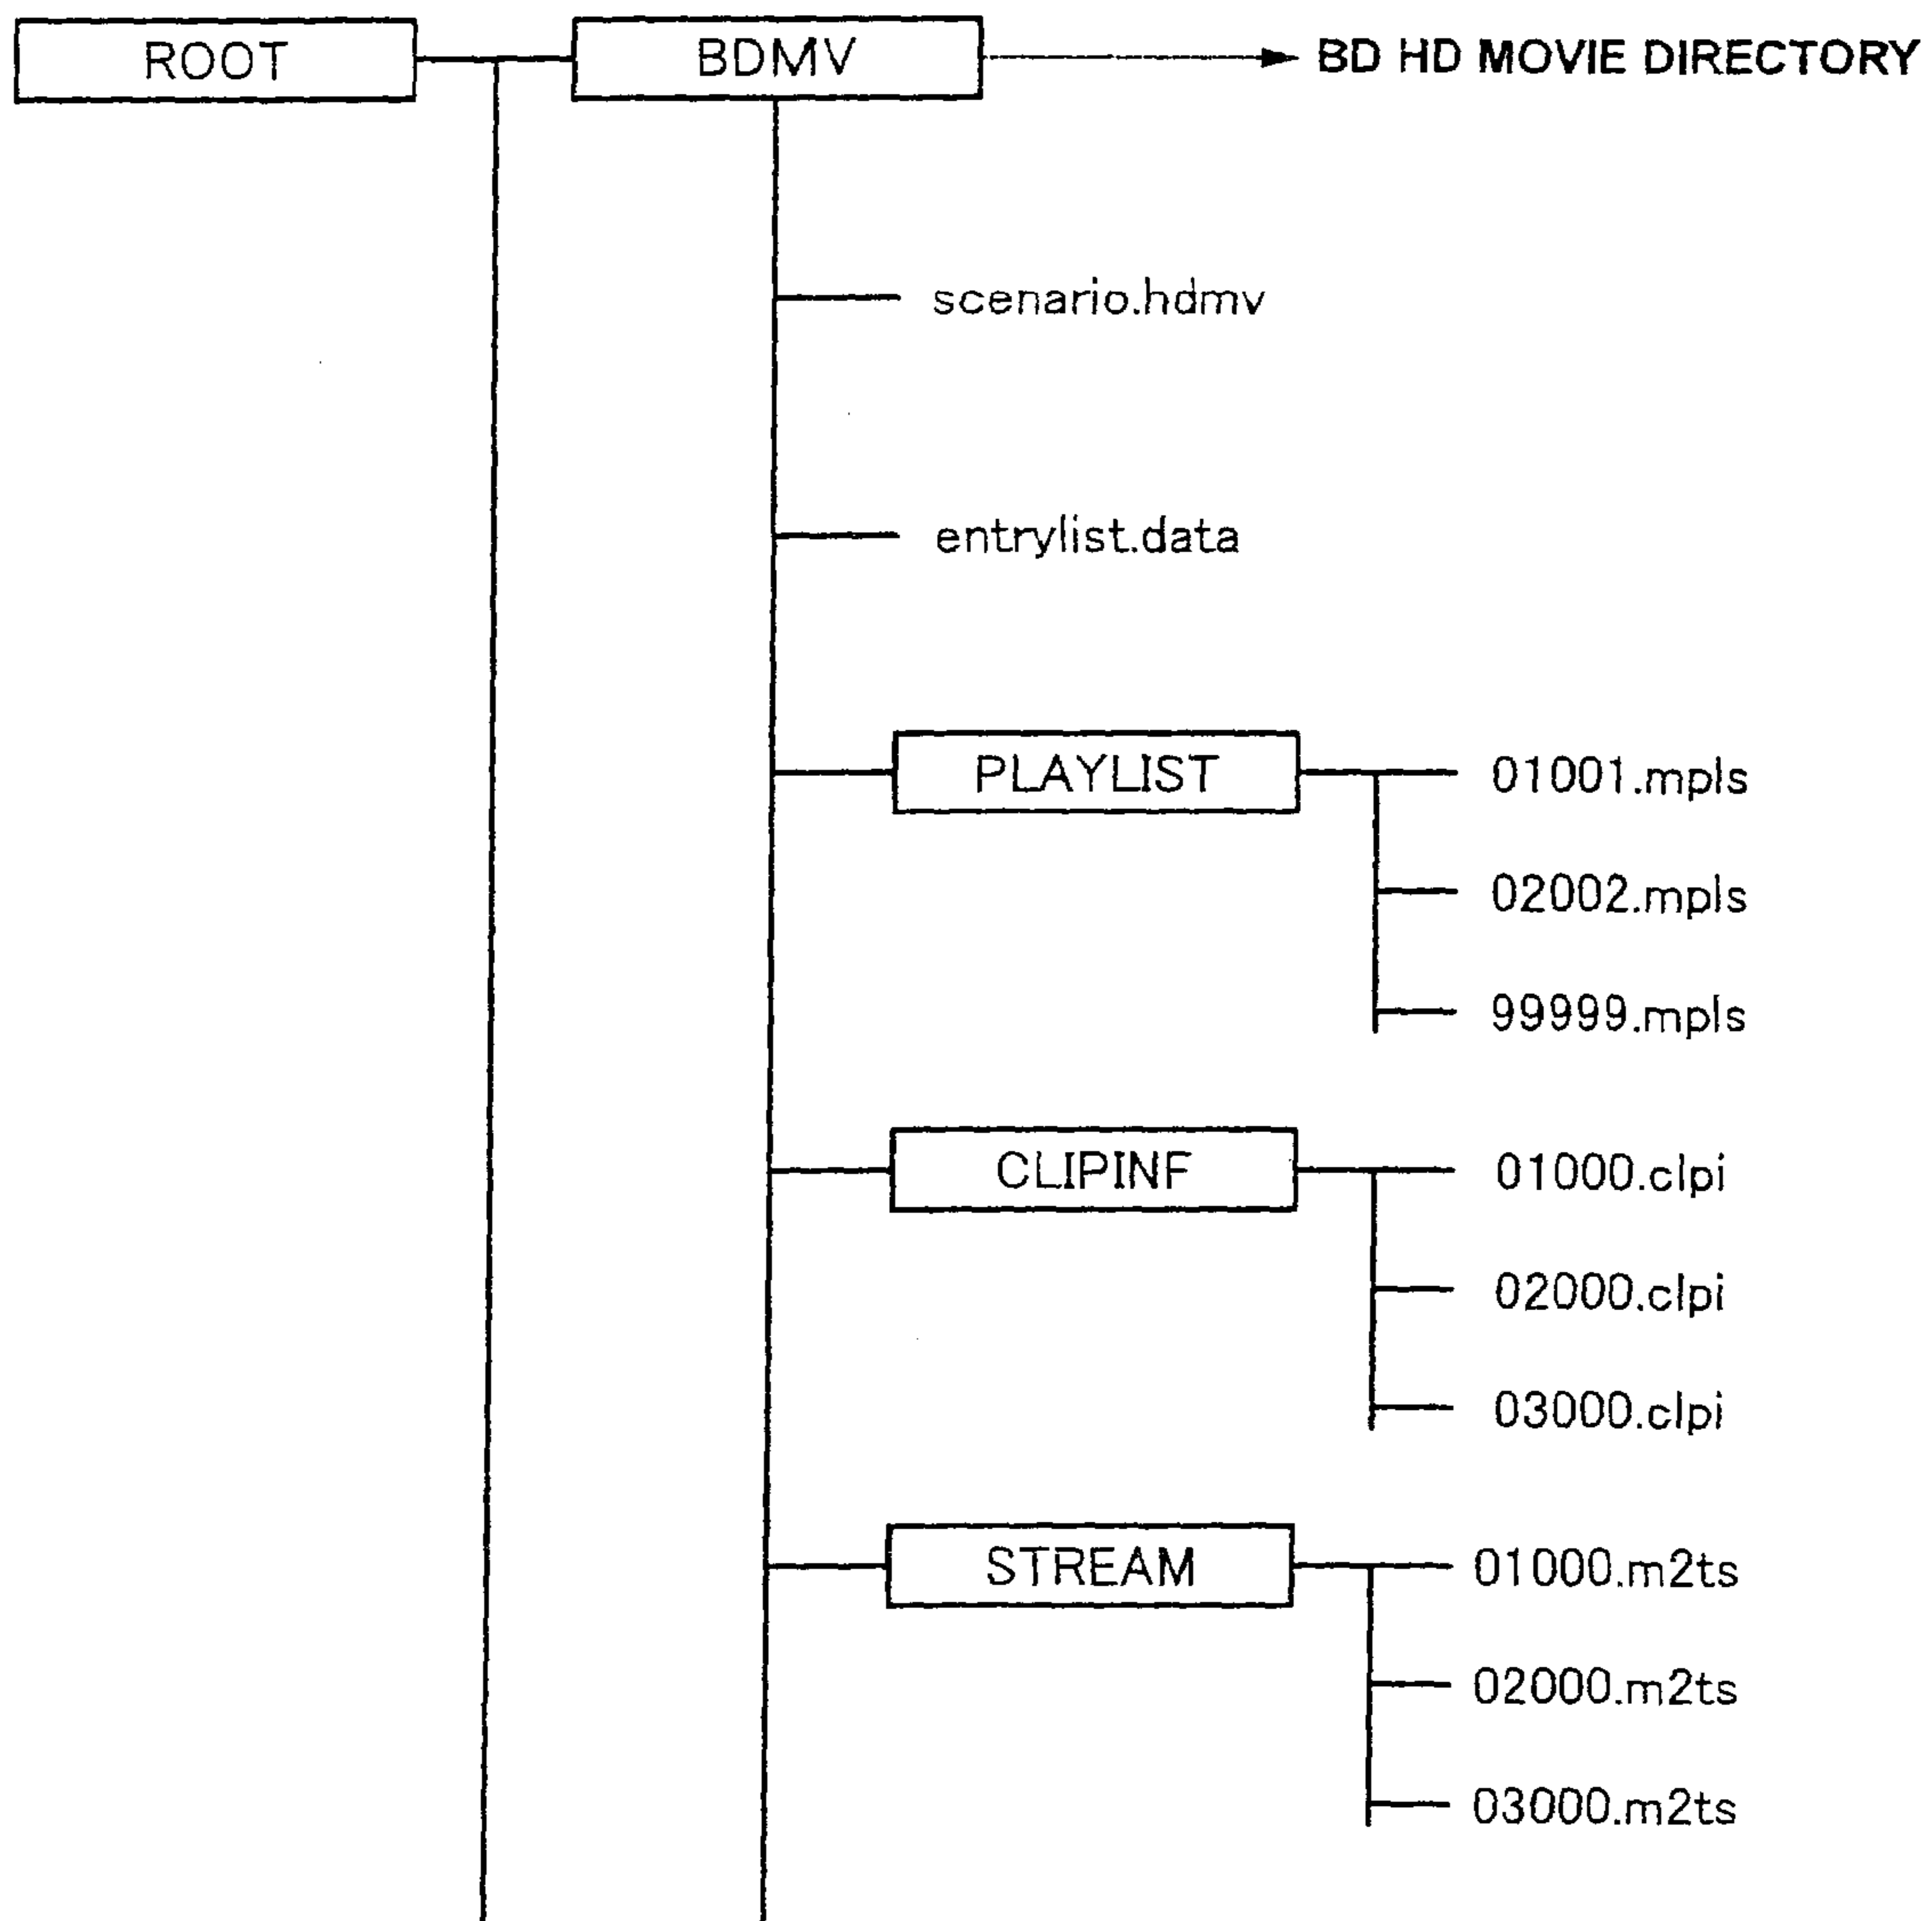 ROOT
BDMV
BD HD MOVIE DIRECTORY
scenario.hdmv
entrylist.data
PLAYLIST
01001.mpls
02002.mpls
99999.mpls
CLIPINF
01000.clpi
02000.clpi
03000.clpi
STREAM
01000.m2ts
02000.m2ts
03000.m2ts